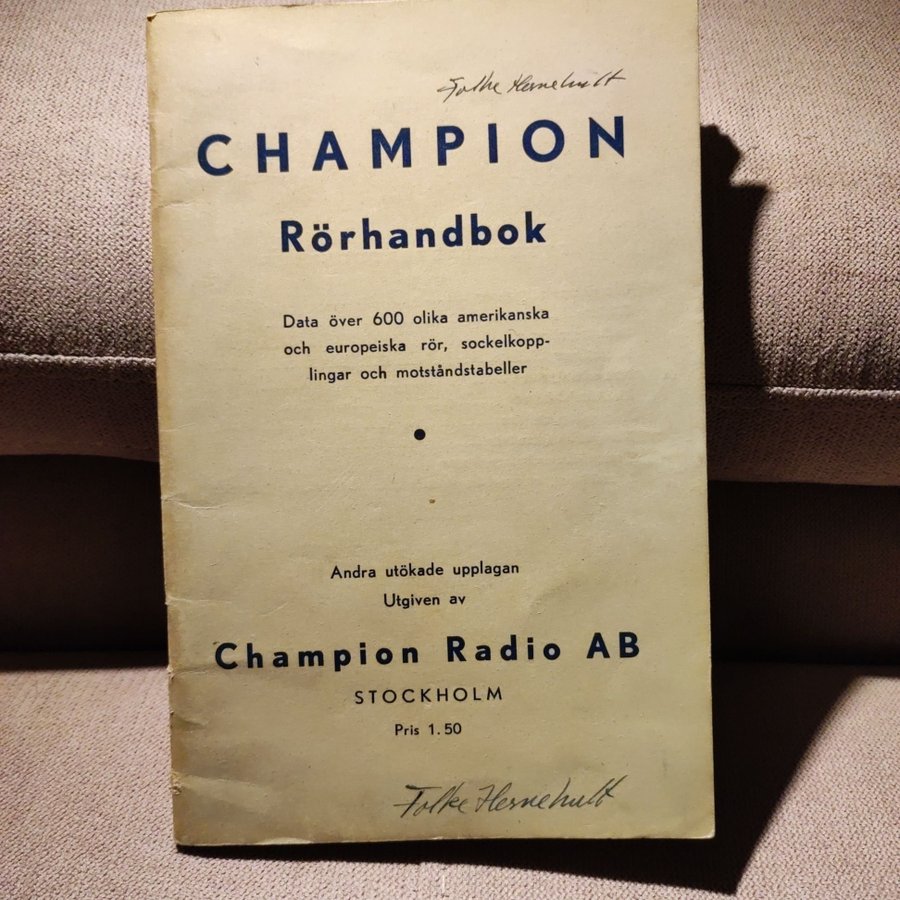 Folke Hernehult
CHAMPION
Rörhandbok
Data över 600 olika amerikanska
och europeiska rör, sockelkopp-
lingar och motståndstabeller
Andra utökade upplagan
Utgiven av
Champion Radio AB
STOCKHOLM
Pris 1.50
Folke Hernehult